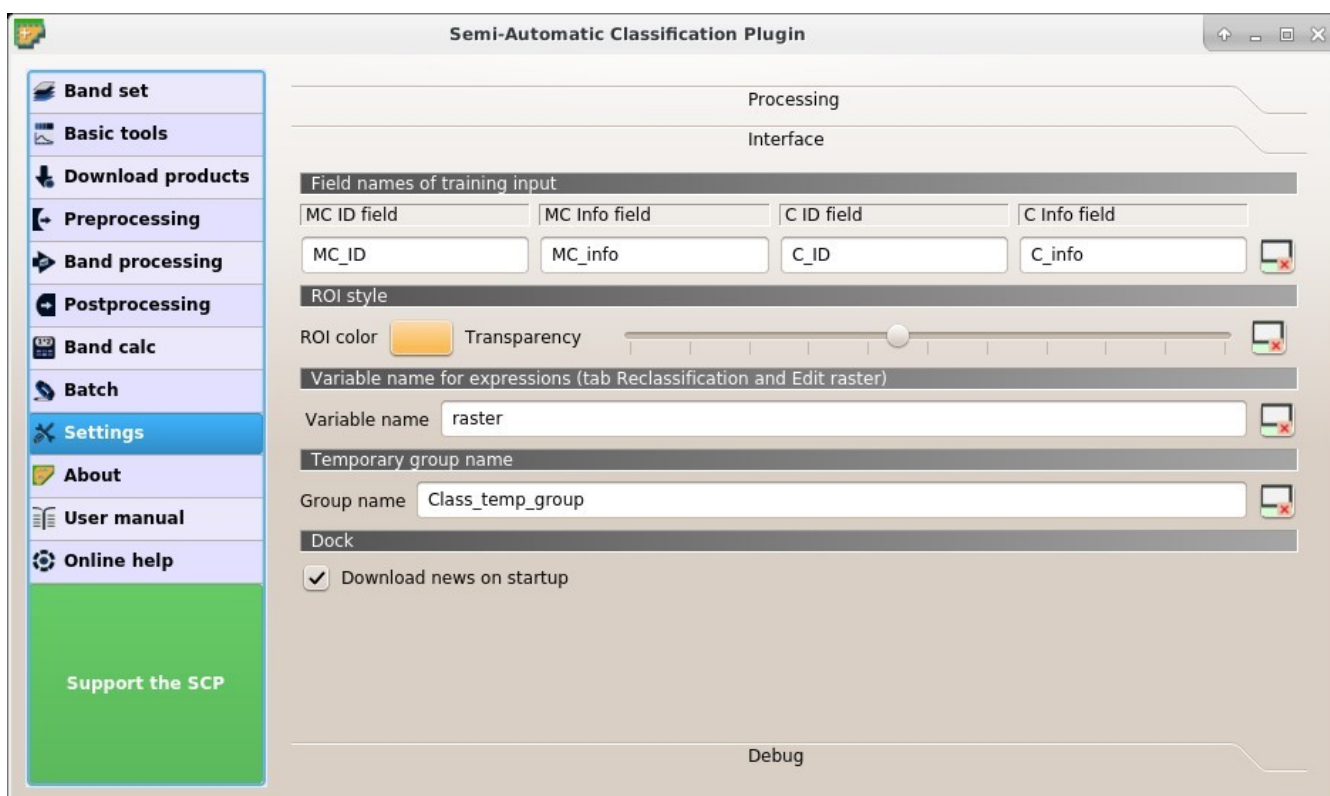 Semi-Automatic Classification Plugin
Band set
Basic tools
Download products
Preprocessing
Band processing
Postprocessing
Band calc
Batch
Settings
About
User manual
Online help
Support the SCP
Processing
Interface
Field names of training input
MC ID field MC Info field C ID field C Info field
MC_ID MC_info C_ID C_info
ROI style
ROI color Transparency
Variable name for expressions (tab Reclassification and Edit raster)
Variable name raster
Temporary group name
Group name Class_temp_group
Dock
Download news on startup
Debug